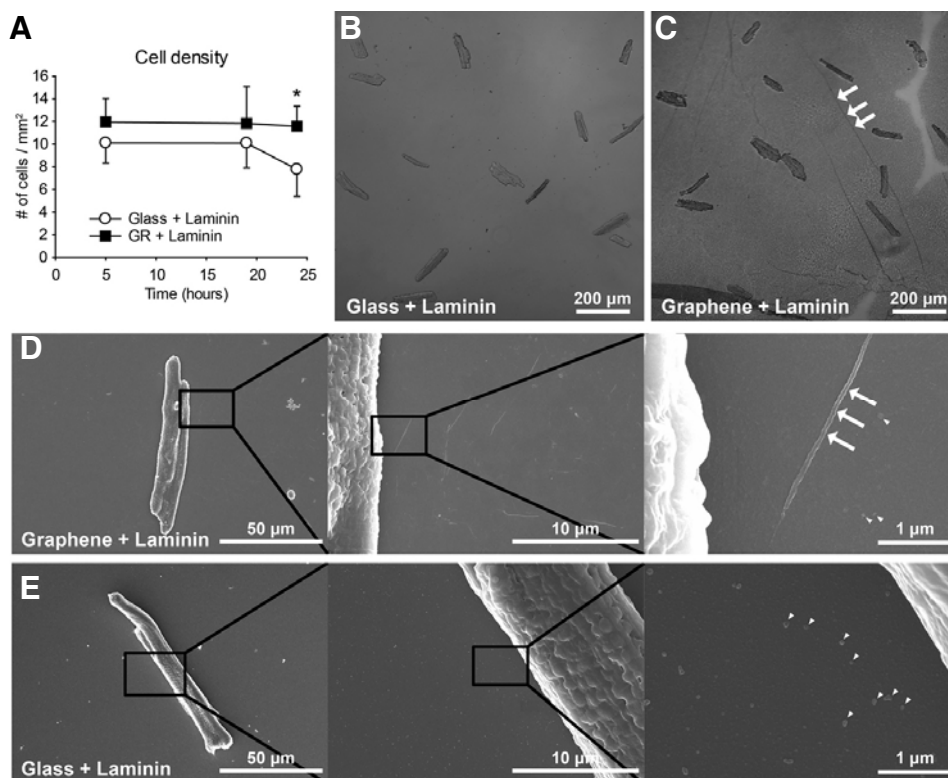 A
Cell density
# of cells / mm²
16
14
12
10
8
6
4
2
0
*
Glass + Laminin
GR + Laminin
0 5 10 15 20 25
Time (hours)
B
Glass + Laminin
200 µm
C
Graphene + Laminin
200 µm
D
Graphene + Laminin
50 µm
10 µm
1 µm
E
Glass + Laminin
50 µm
10 µm
1 µm